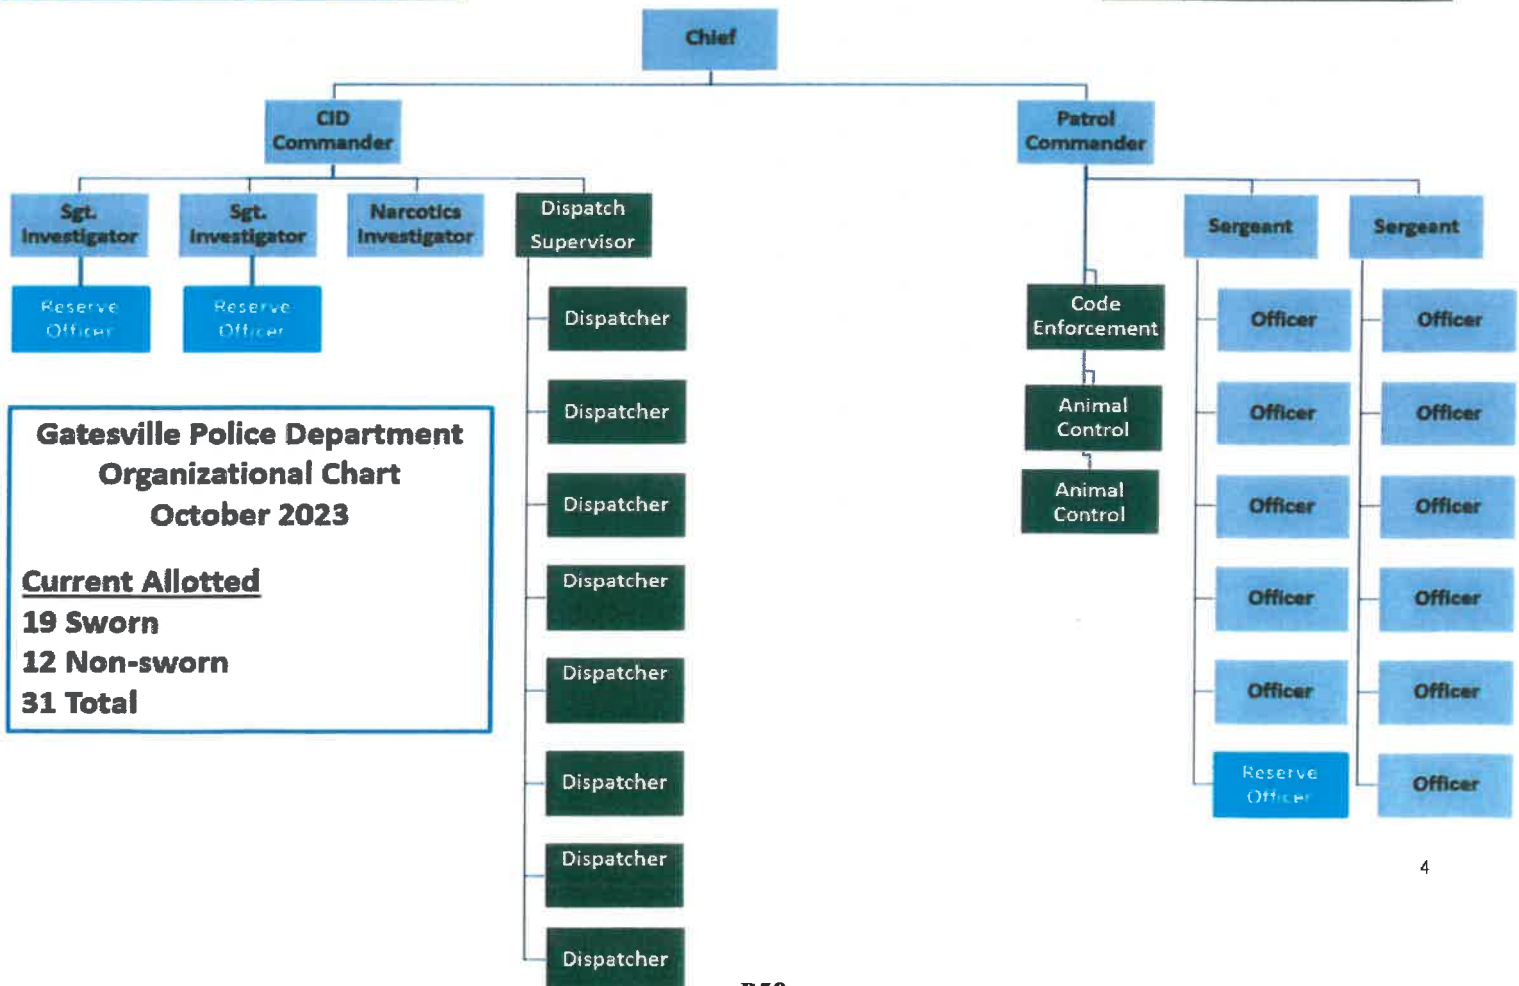 Chief
CID
Commander
Patrol
Commander
Sgt.
Investigator
Sgt.
Investigator
Narcotics
Investigator
Dispatch
Supervisor
Sergeant
Sergeant
Reserve
Officer
Reserve
Officer
Dispatcher
Dispatcher
Dispatcher
Dispatcher
Dispatcher
Dispatcher
Dispatcher
Dispatcher
Code
Enforcement
Animal
Control
Animal
Control
Officer
Officer
Officer
Officer
Officer
Reserve
Officer
Officer
Officer
Officer
Officer
Officer
Officer
Gatesville Police Department
Organizational Chart
October 2023
Current Allotted
19 Sworn
12 Non-sworn
31 Total
4